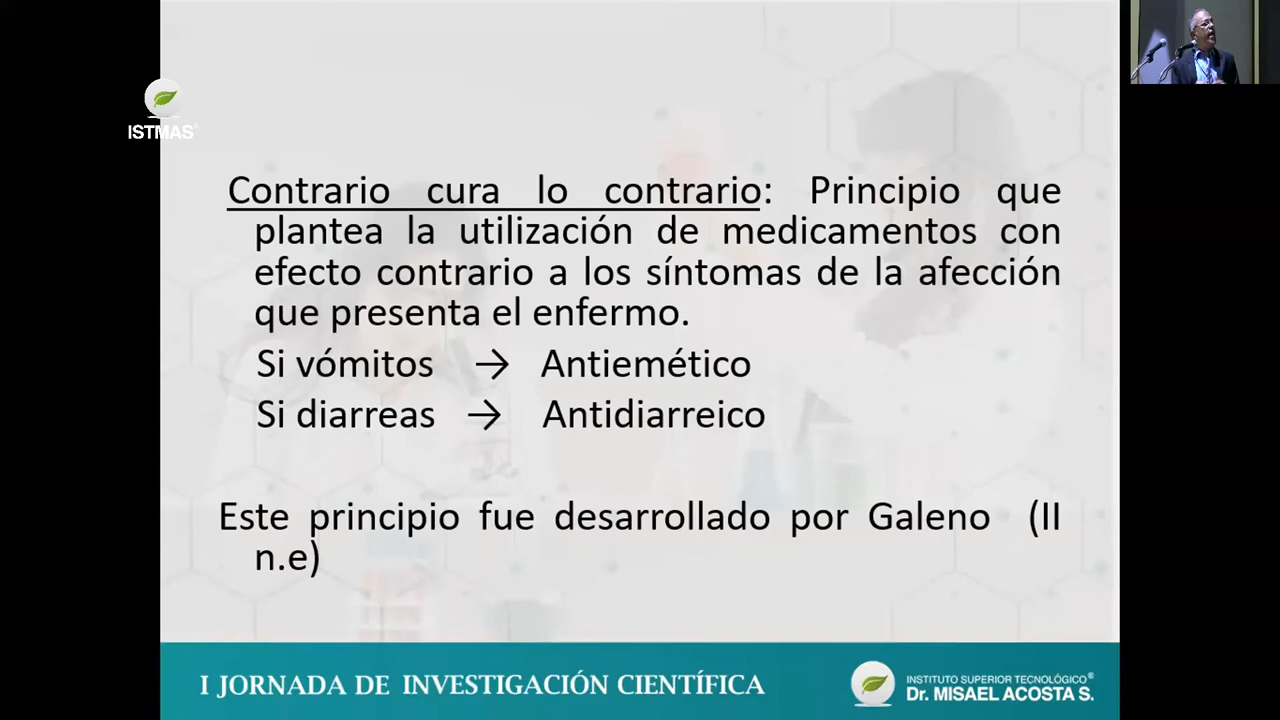 ISTMAS
Contrario cura lo contrario: Principio que
plantea la utilización de medicamentos con
efecto contrario a los síntomas de la afección
que presenta el enfermo.
Si vómitos → Antiemético
Si diarreas → Antidiarreico
Este principio fue desarrollado por Galeno (II
n.e)
I JORNADA DE INVESTIGACIÓN CIENTÍFICA
INSTITUTO SUPERIOR TECNOLÓGICO®
Dr. MISAEL ACOSTA S.